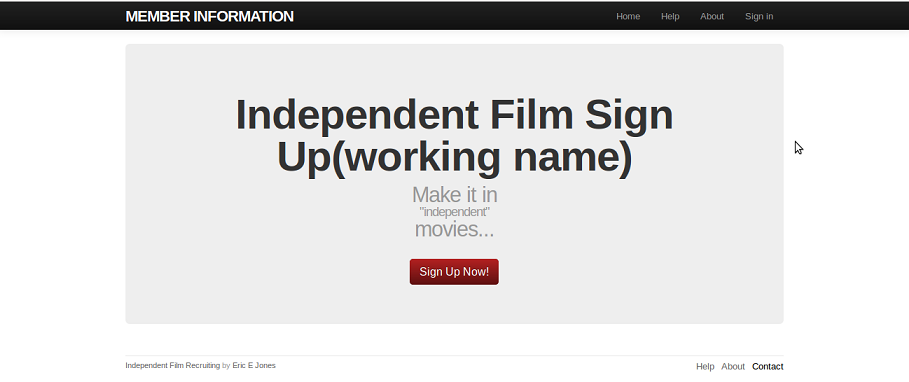 MEMBER INFORMATION Home Help About Sign in
Independent Film Sign
Up(working name)
Make it in
"independent"
movies...
Sign Up Now!
Independent Film Recruiting by Eric E Jones Help About Contact